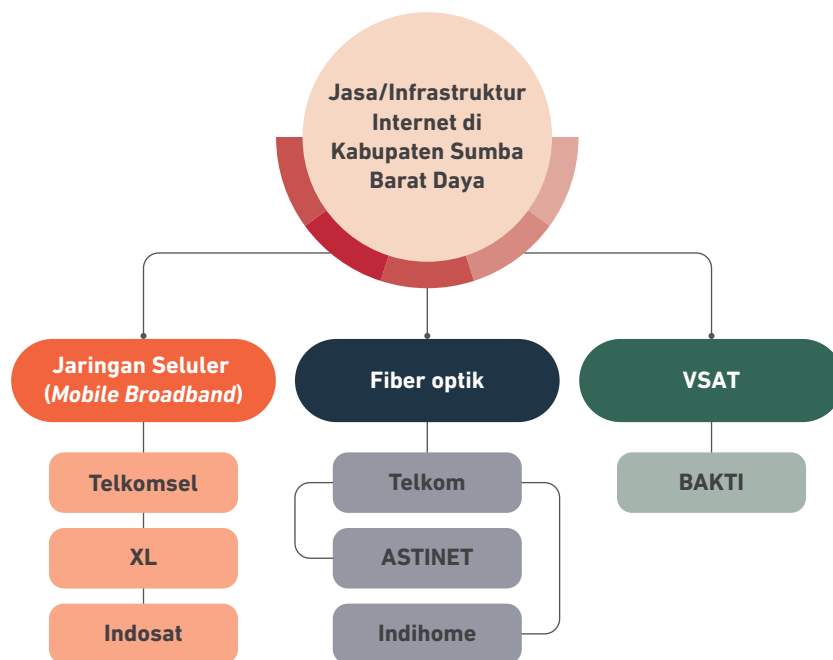 Jasa/Infrastruktur
Internet di
Kabupaten Sumba
Barat Daya
Jaringan Seluler
(Mobile Broadband)
Telkomsel
XL
Indosat
Fiber optik
Telkom
ASTINET
Indihome
VSAT
BAKTI